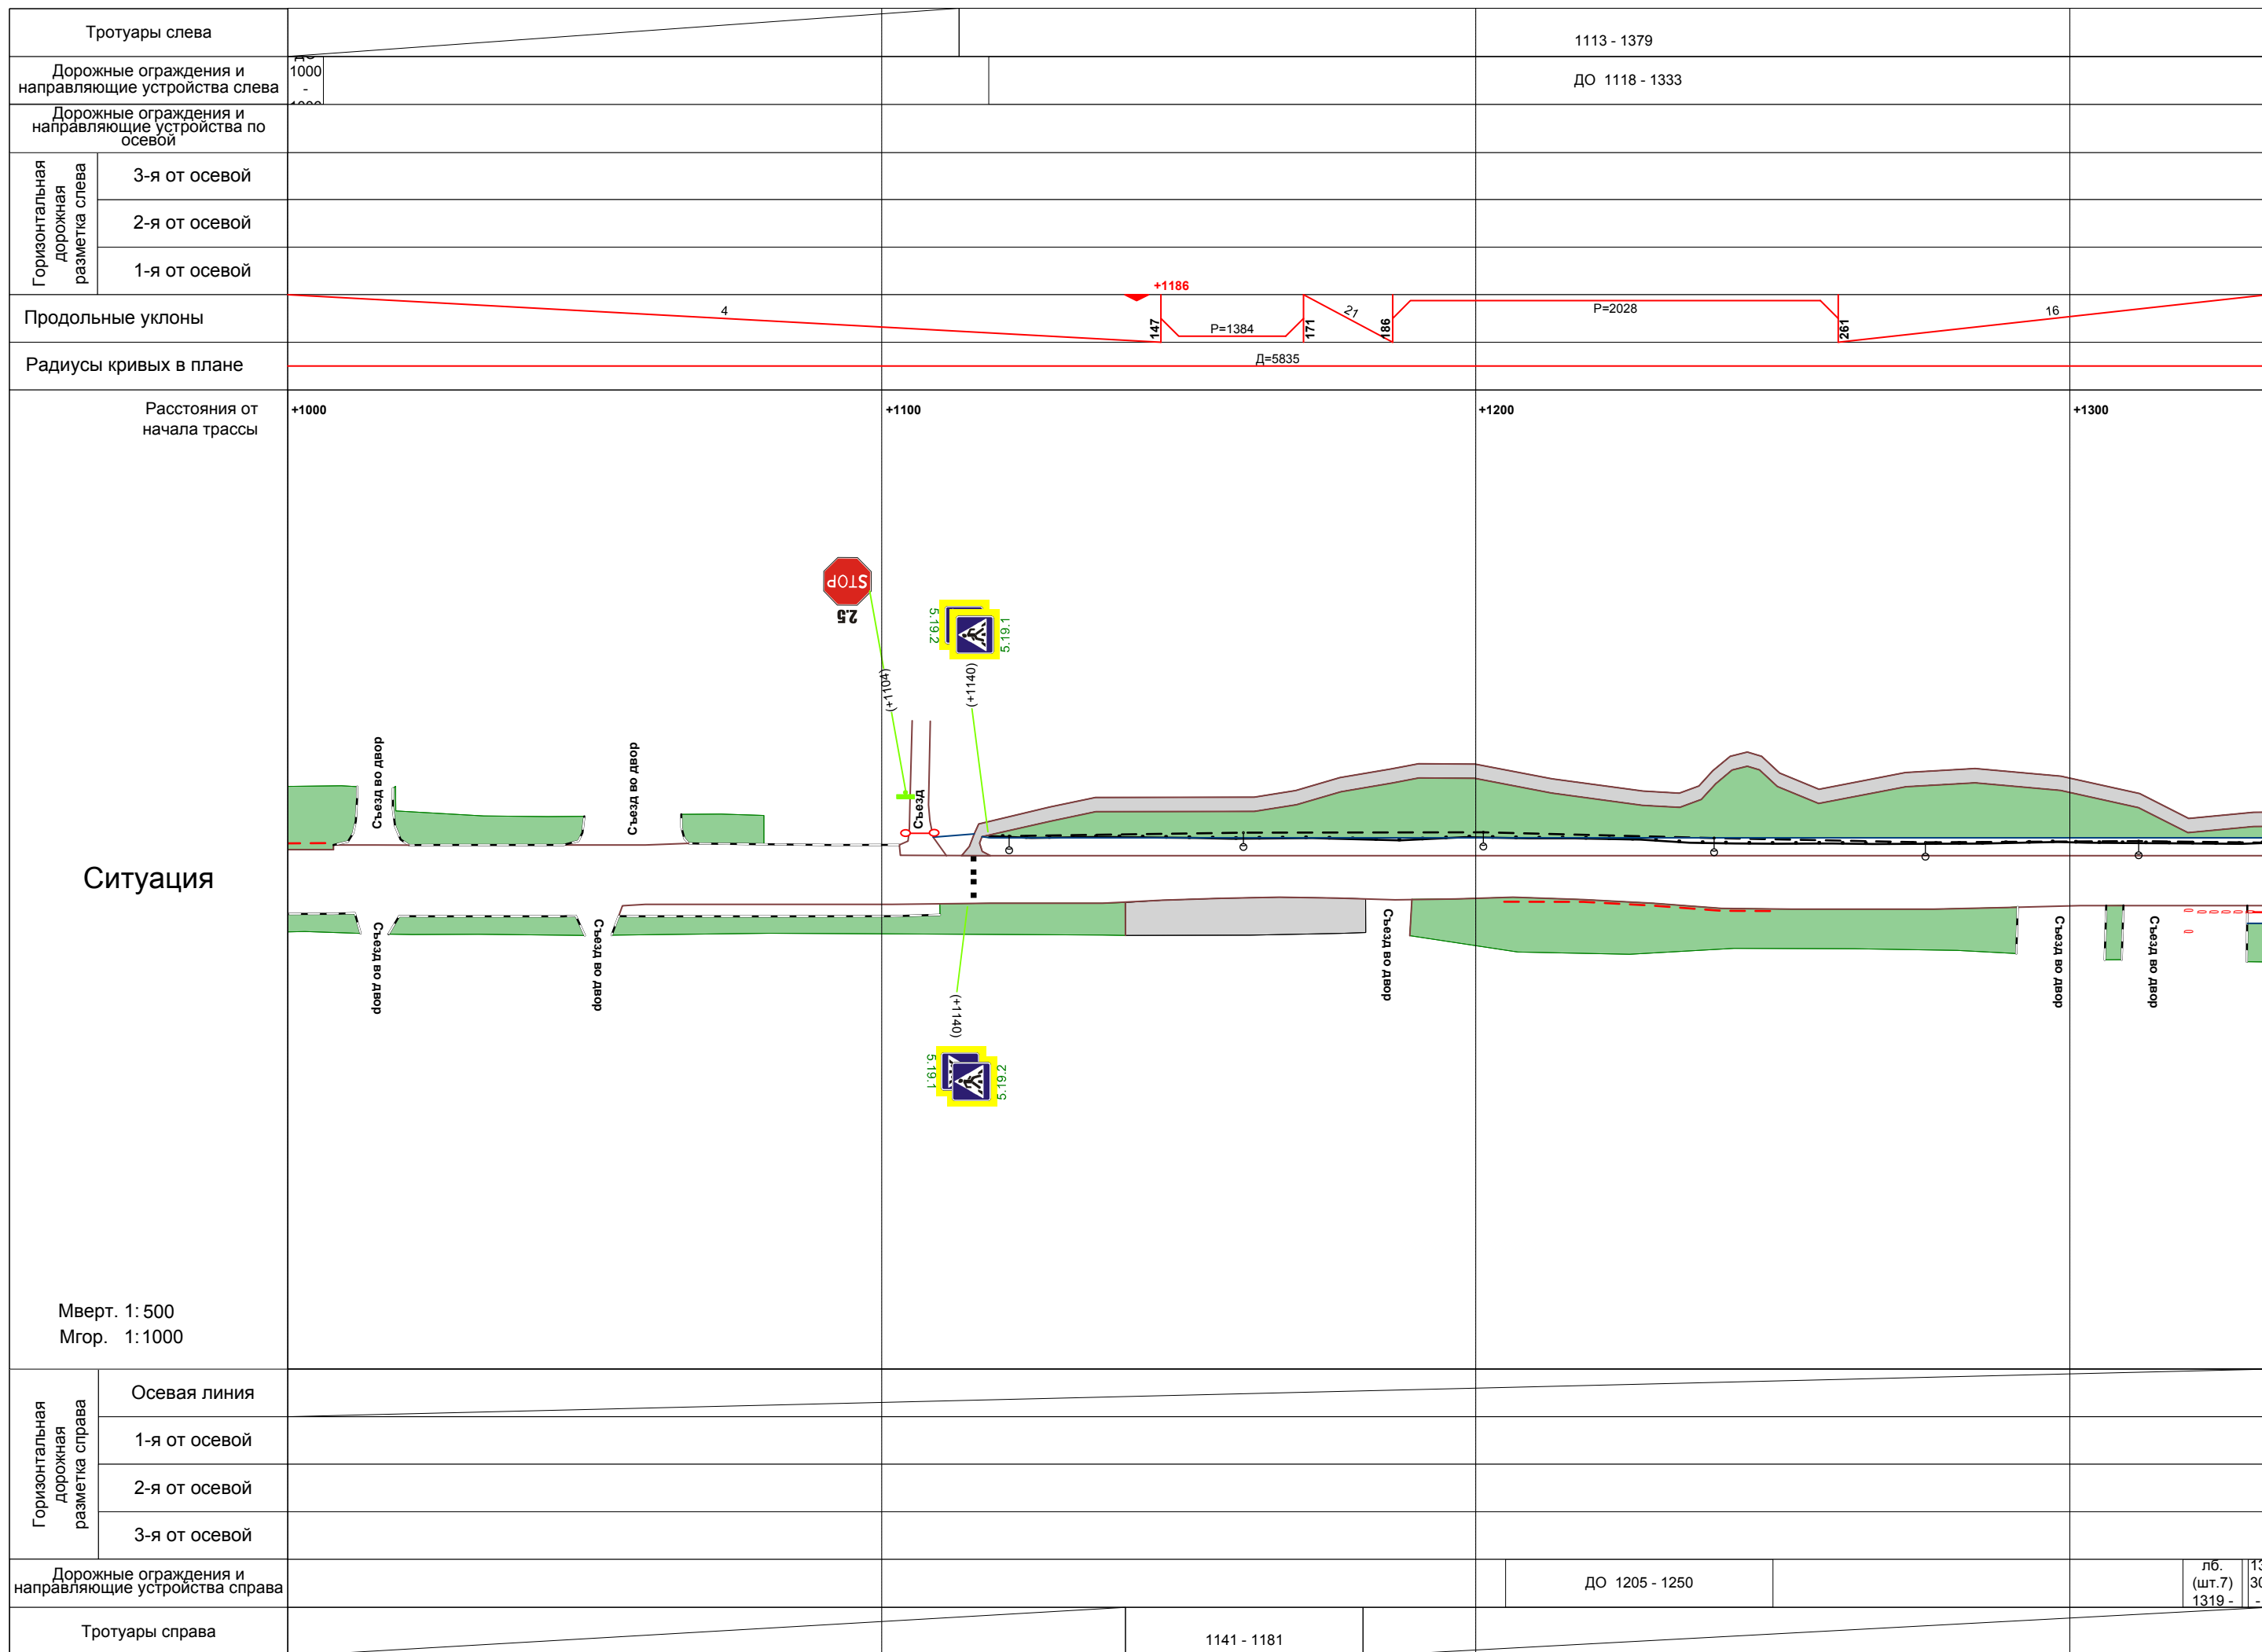 Тротуары слева
1113 - 1379
Дорожные ограждения и
направляющие устройства слева
1000
-
ДО 1118 - 1333
Дорожные ограждения и
направляющие устройства по
осевой
Горизонтальная
дорожная
разметка слева
3-я от осевой
2-я от осевой
1-я от осевой
Продольные уклоны
4
+1186
147
Р=1384
171
21
186
Р=2028
261
16
Радиусы кривых в плане
Д=5835
Расстояния от
начала трассы
+1000
+1100
+1200
+1300
STOP
2.5
(+1104)
5.19.2
5.19.1
(+1140)
Съезд во двор
Съезд во двор
Съезд
Ситуация
Съезд во двор
Съезд во двор
Съезд во двор
Съезд во двор
Съезд во двор
(+1140)
5.19.1
5.19.2
Мверт. 1:500
Мгор. 1:1000
Горизонтальная
дорожная
разметка справа
Осевая линия
1-я от осевой
2-я от осевой
3-я от осевой
Дорожные ограждения и
направляющие устройства справа
ДО 1205 - 1250
лб.
(шт.7)
1319 -
Тротуары справа
1141 - 1181